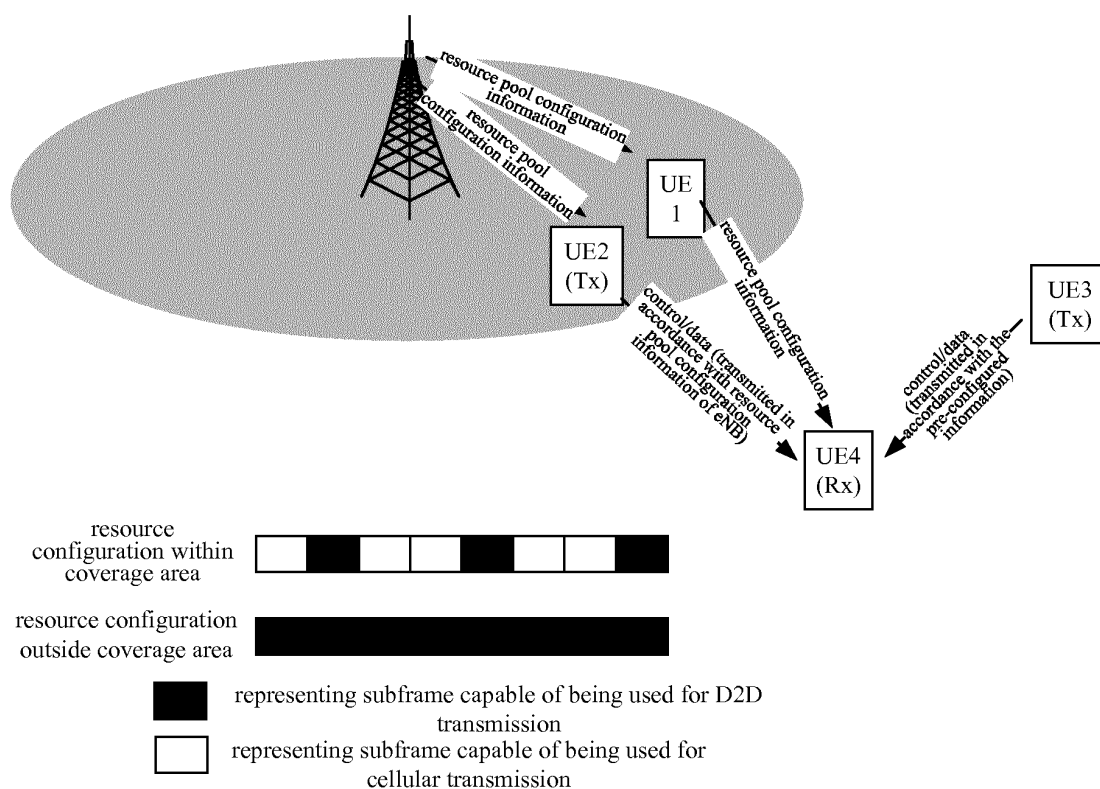 resource pool configuration
information
resource pool
configuration information
UE
1
UE2
(Tx)
resource pool configuration
information
UE3
(Tx)
control/data (transmitted in
accordance with resource
pool configuration
information of eNB)
control/data
(transmitted in
accordance with the
pre-configured
information)
UE4
(Rx)
resource
configuration within
coverage area
resource configuration
outside coverage area
representing subframe capable of being used for D2D
transmission
representing subframe capable of being used for
cellular transmission